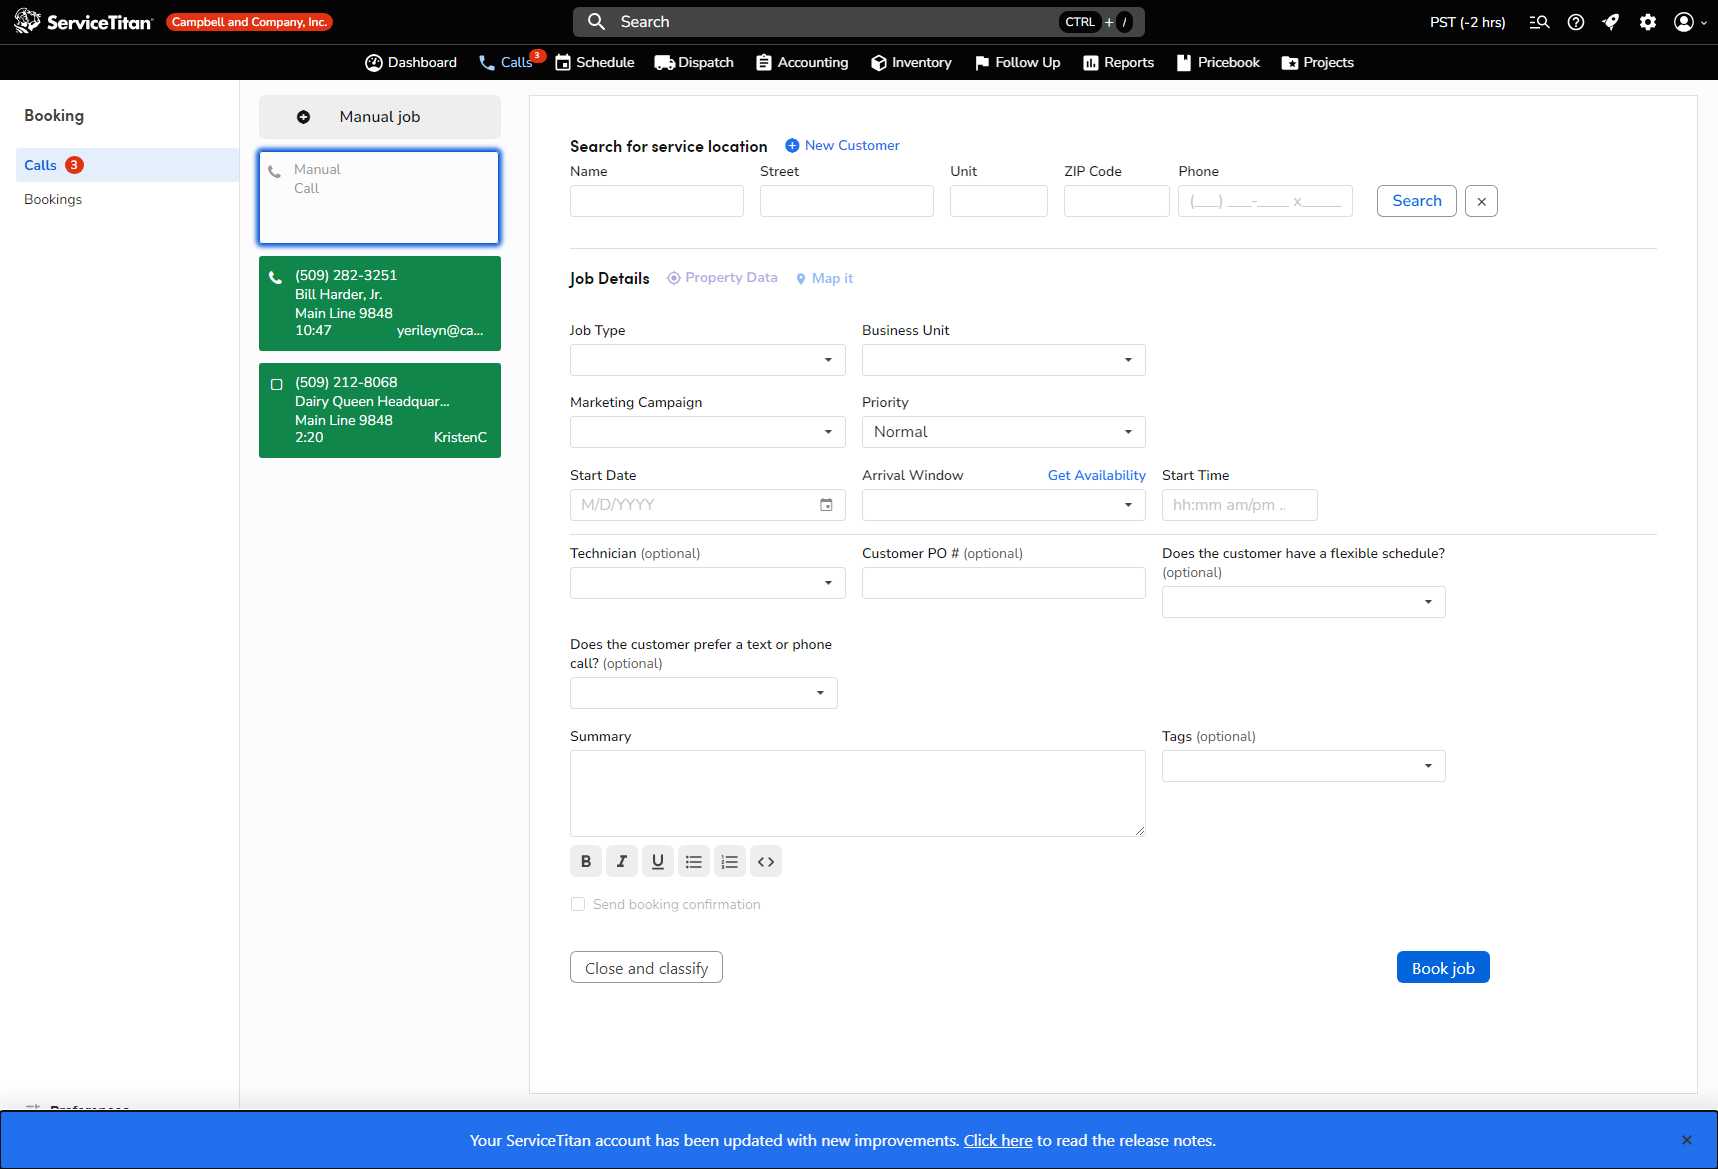 ServiceTitan
Campbell and Company, Inc.
Search
CTRL + /
PST (-2 hrs)
Dashboard
Calls
3
Schedule
Dispatch
Accounting
Inventory
Follow Up
Reports
Pricebook
Projects
Booking
Calls 3
Bookings
Preferences
Manual job
Manual
Call
(509) 282-3251
Bill Harder, Jr.
Main Line 9848
10:47 yerileyn@ca...
(509) 212-8068
Dairy Queen Headquar...
Main Line 9848
2:20 KristenC
Search for service location
New Customer
Name
Street
Unit
ZIP Code
Phone
(___) ___-____ x_____
Search
×
Job Details
Property Data
Map it
Job Type
Business Unit
Marketing Campaign
Priority
Normal
Start Date
M/D/YYYY
Arrival Window
Get Availability
Start Time
hh:mm am/pm ..
Technician (optional)
Customer PO # (optional)
Does the customer have a flexible schedule?
(optional)
Does the customer prefer a text or phone
call? (optional)
Summary
Tags (optional)
B I U <>
Send booking confirmation
Close and classify
Book job
Your ServiceTitan account has been updated with new improvements. Click here to read the release notes.
×